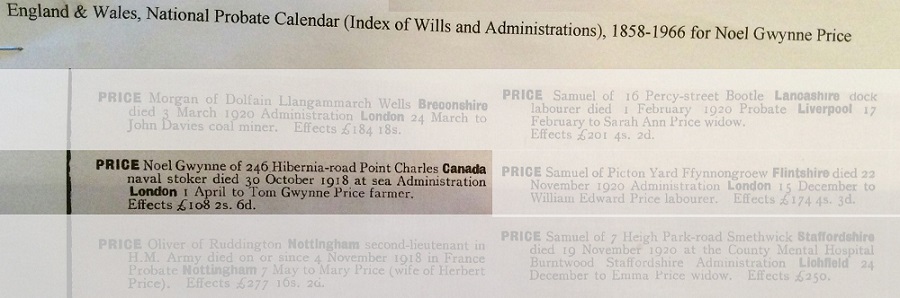 England & Wales, National Probate Calendar (Index of Wills and Administrations), 1858-1966 for Noel Gwynne Price
PRICE Morgan of Dolfain Llangammarch Wells Breconshire
died 3 March 1920 Administration London 24 March to
John Davies coal miner. Effects £184 18s.
PRICE Noel Gwynne of 246 Hibernia-road Point Charles Canada
naval stoker died 30 October 1918 at sea Administration
London 1 April to Tom Gwynne Price farmer.
Effects £108 2s. 6d.
PRICE Oliver of Ruddington Nottingham second-lieutenant in
H.M. Army died on or since 4 November 1918 in France
Probate Nottingham 7 May to Mary Price (wife of Herbert
Price). Effects £277 16s. 2d.
PRICE Samuel of 16 Percy-street Bootle Lancashire dock
labourer died 1 February 1920 Probate Liverpool 17
February to Sarah Ann Price widow.
Effects £201 4s. 2d.
PRICE Samuel of Picton Yard Ffynnongroew Flintshire died 22
November 1920 Administration London 15 December to
William Edward Price labourer. Effects £174 4s. 3d.
PRICE Samuel of 7 Heigh Park-road Smethwick Staffordshire
died 19 November 1920 at the County Mental Hospital
Burntwood Staffordshire Administration Lichfield 24
December to Emma Price widow. Effects £250.